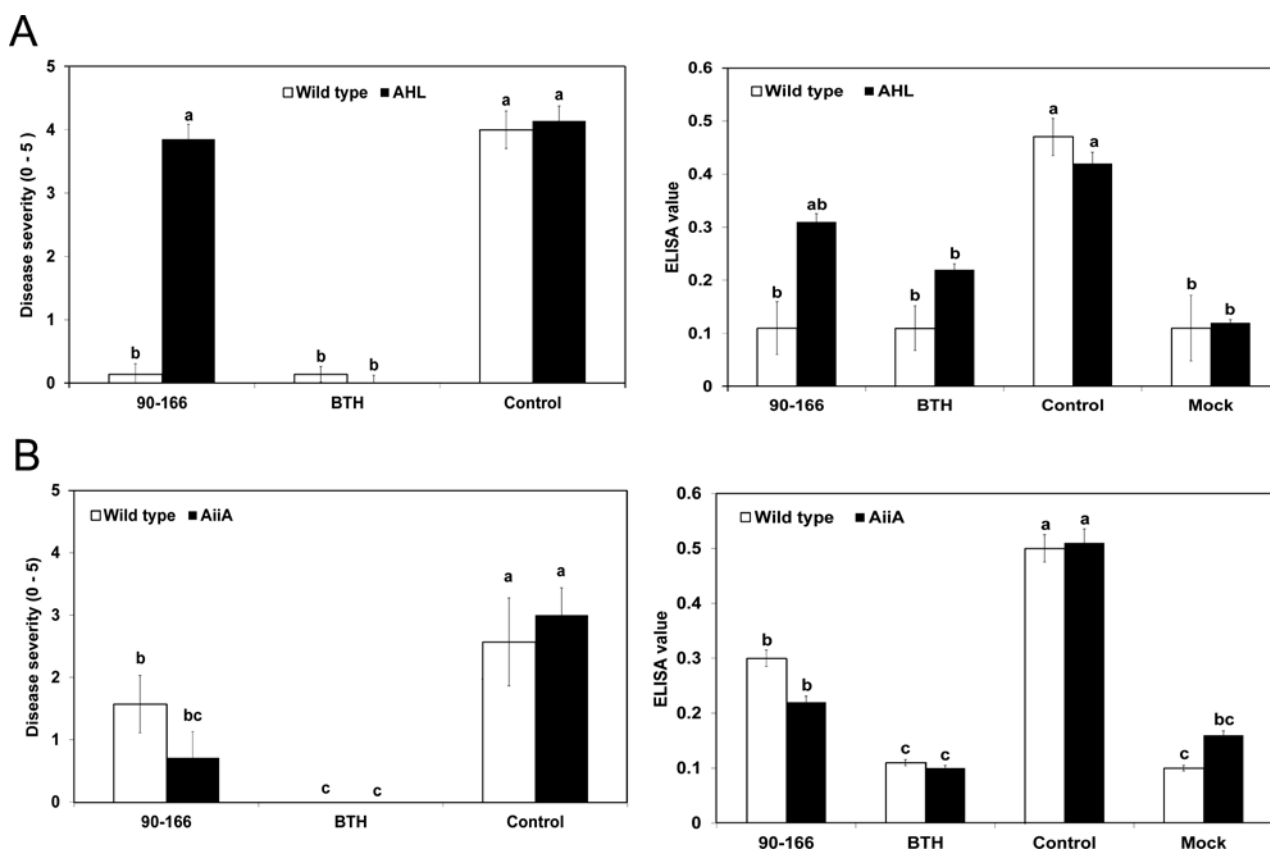 A
Disease severity (0 - 5 )
5
4
3
2
1
0
Wild type AHL
a
a
a
b
b
b
90-166 BTH Control
ELISA value
0.6
0.5
0.4
0.3
0.2
0.1
0
Wild type AHL
a
a
ab
b
b
b
b
b
90-166 BTH Control Mock
B
Disease severity (0 - 5)
5
4
3
2
1
0
Wild type AiiA
a a
b
bc
c c
90-166 BTH Control
ELISA value
0.6
0.5
0.4
0.3
0.2
0.1
0
Wild type AiiA
a a
b
b
bc
c c
c
90-166 BTH Control Mock